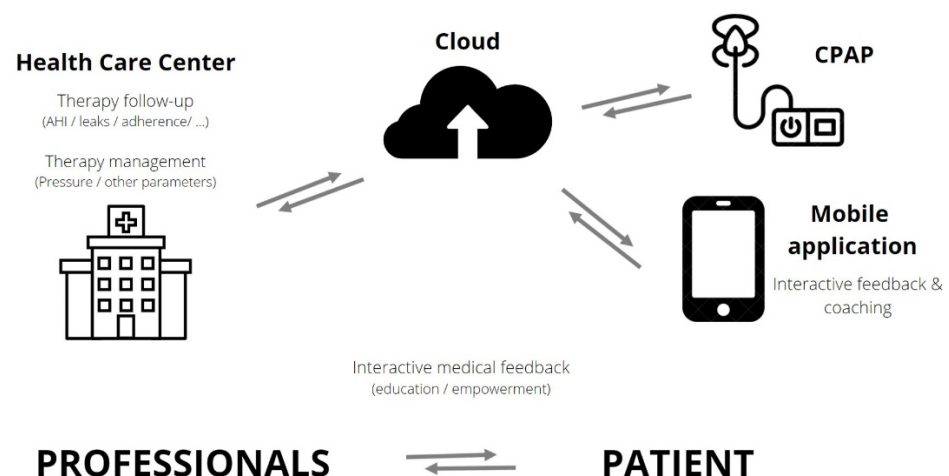 Health Care Center
Therapy follow-up
(AHI / leaks / adherence/ ...)
Therapy management
(Pressure / other parameters)
Cloud
CPAP
Mobile
application
Interactive feedback &
coaching
Interactive medical feedback
(education / empowerment)
PROFESSIONALS
PATIENT